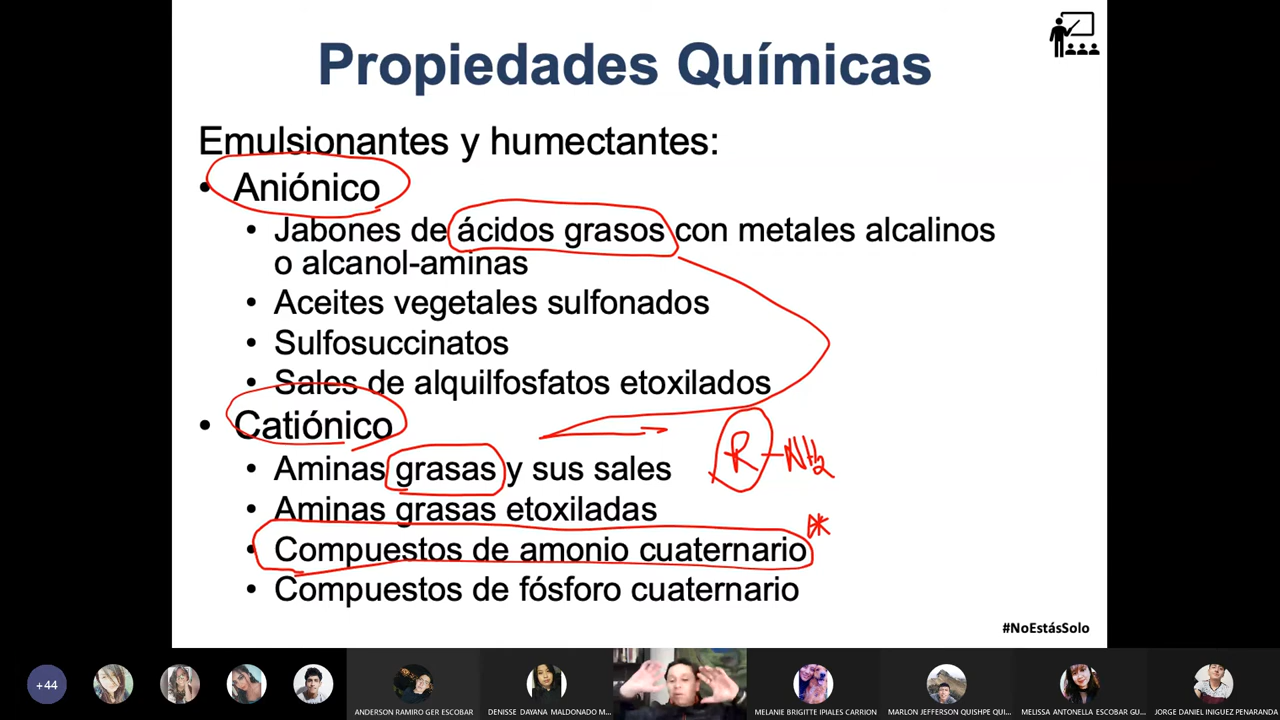 Propiedades Químicas
Emulsionantes y humectantes:
• Aniónico
• Jabones de ácidos grasos con metales alcalinos
o alcanol-aminas
• Aceites vegetales sulfonados
• Sulfosuccinatos
• Sales de alquilfosfatos etoxilados
• Catiónico
R-NH₂
• Aminas grasas y sus sales
• Aminas grasas etoxiladas
• Compuestos de amonio cuaternario *
• Compuestos de fósforo cuaternario
#NoEstásSolo
+44
ANDERSON RAMIRO GER ESCOBAR
DENISSE DAYANA MALDONADO M...
MELANIE BRIGITTE IPIALES CARRION
MARLON JEFFERSON QUISHPE QUI...
MELISSA ANTONELLA ESCOBAR GU...
JORGE DANIEL INIGUEZ PENARANDA